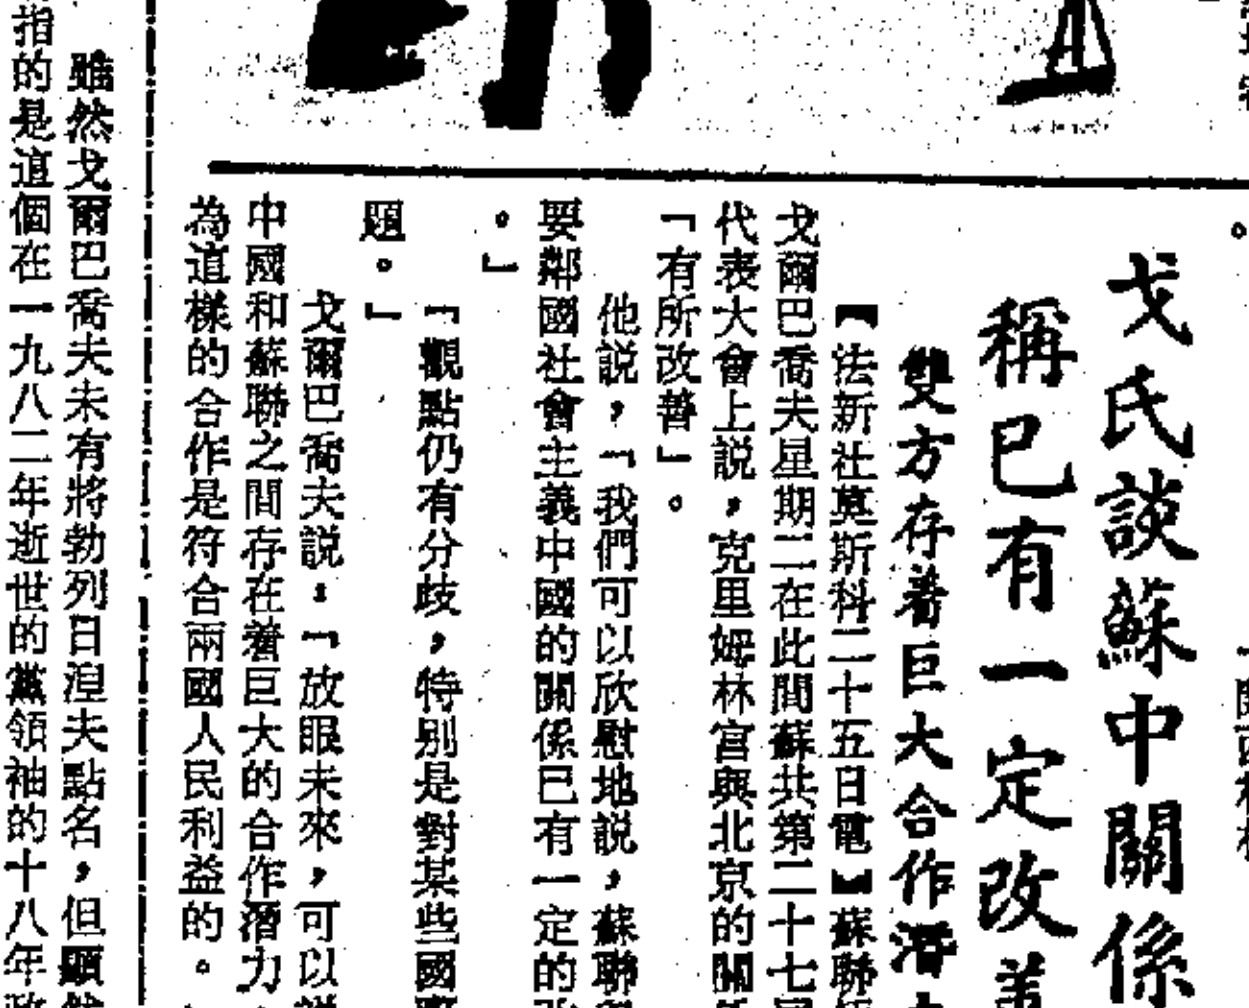 戈氏談蘇中關係
稱已有一定改善
雙方存着巨大合作潛
【法新社莫斯科二十五日電】蘇聯
戈爾巴喬夫星期二在此間蘇共第二十七屆
代表大會上說，克里姆林宮與北京的關係
「有所改善」。
他說，「我們可以欣慰地說，蘇聯與
要鄰國社會主義中國的關係已有一定的改
。」
「觀點仍有分歧，特別是對某些國際
題。」
戈爾巴喬夫說：「放眼未來，可以說
中國和蘇聯之間存在着巨大的合作潛力，
為這樣的合作是符合兩國人民利益的。
雖然戈爾巴喬夫未有將勃列日湼夫點名，但顯然
指的是這個在一九八二年逝世的黨領袖的十八年政